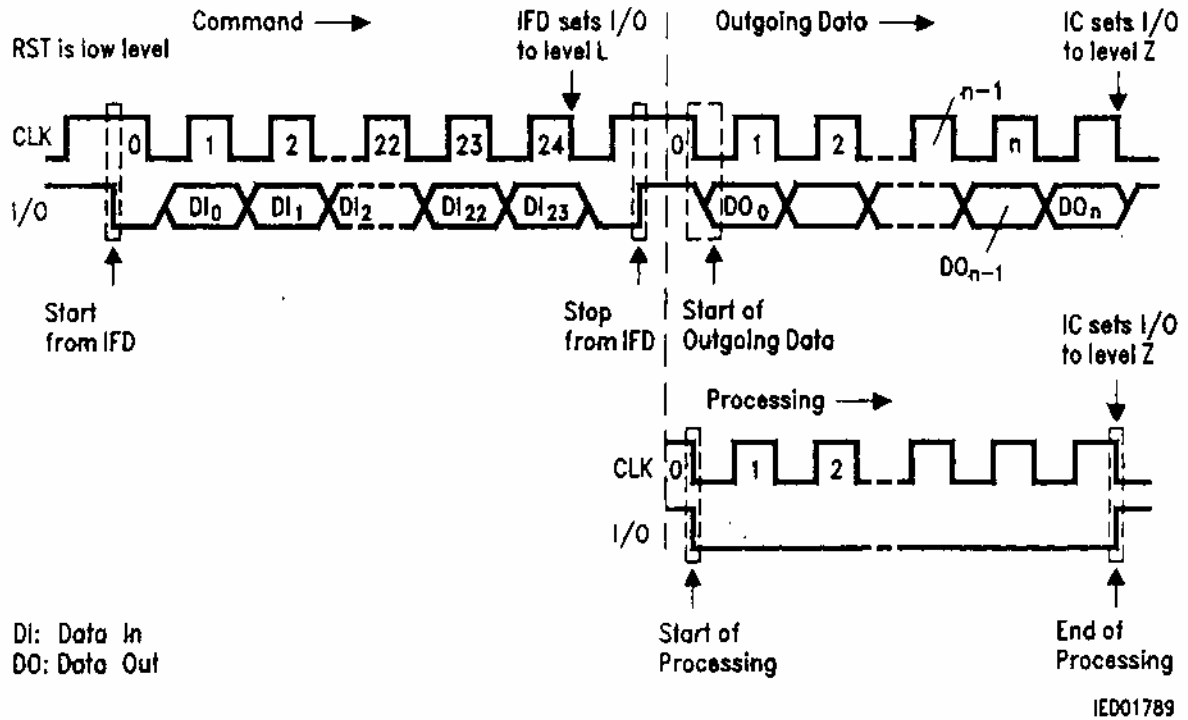 Command
IFD sets I/O
to level L
Outgoing Data
IC sets I/O
to level Z
RST is low level
n-1
CLK 0 1 2 22 23 24 0 1 2 n
I/O DI0 DI1 DI2 DI22 DI23 DO0 DOn
DOn-1
Start
from IFD
Stop
from IFD
Start of
Outgoing Data
IC sets I/O
to level Z
Processing
CLK 0 1 2
I/O
DI: Data In
DO: Data Out
Start of
Processing
End of
Processing
IED01789